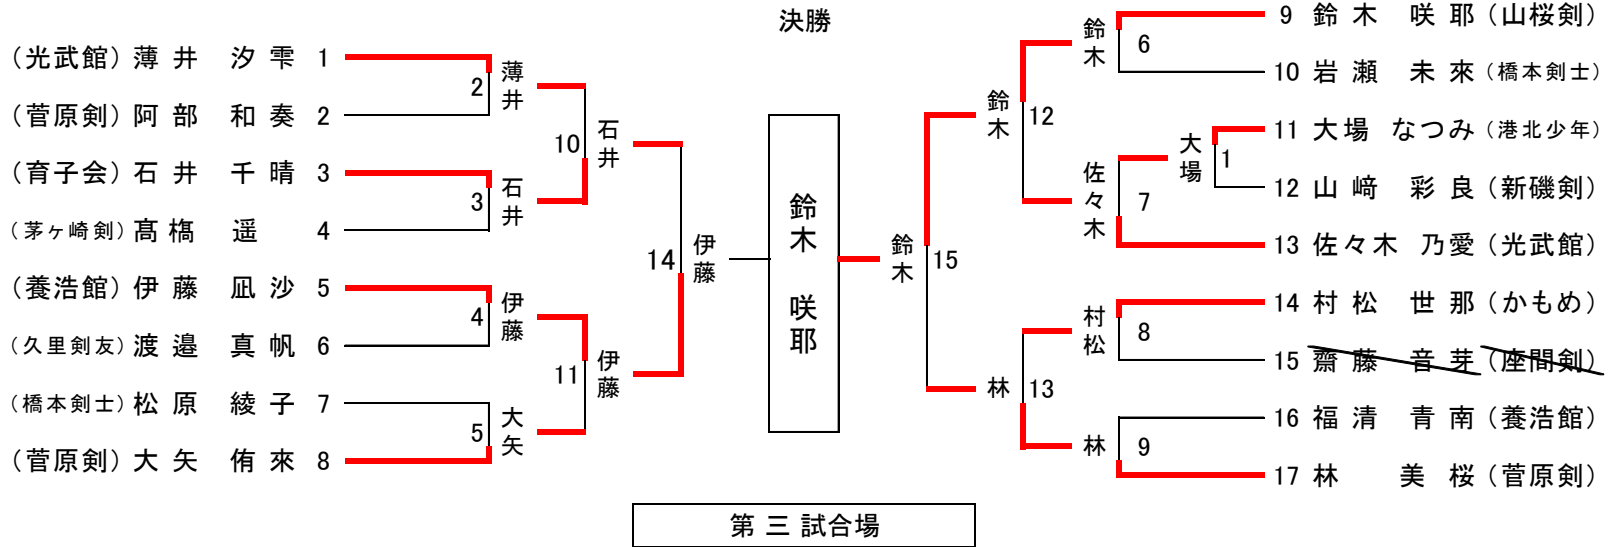 決勝
(光武館) 薄井 汐雫 1
(菅原剣) 阿部 和奏 2
(育子会) 石井 千晴 3
(茅ヶ崎剣) 髙橋 遥 4
(養浩館) 伊藤 凪沙 5
(久里剣友) 渡邉 真帆 6
(橋本剣士) 松原 綾子 7
(菅原剣) 大矢 侑來 8
2
3
4
5
薄井
石井
伊藤
大矢
10
11
石井
伊藤
14
伊藤
鈴木 咲耶
鈴木
15
鈴木
林
12
13
鈴木
佐々木
村松
林
6
7
8
9
大場
1
9 鈴木 咲耶 (山桜剣)
10 岩瀬 未來 (橋本剣士)
11 大場 なつみ (港北少年)
12 山﨑 彩良 (新磯剣)
13 佐々木 乃愛 (光武館)
14 村松 世那 (かもめ)
15 齋藤 音芽 (座間剣)
16 福清 青南 (養浩館)
17 林 美桜 (菅原剣)
第三試合場